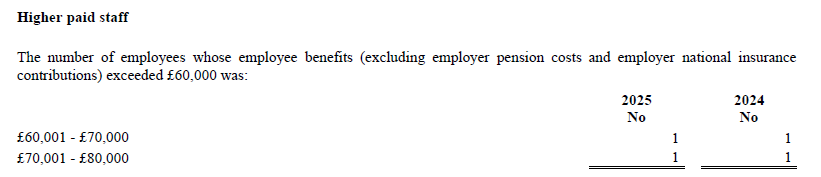 Higher paid staff
The number of employees whose employee benefits (excluding employer pension costs and employer national insurance
contributions) exceeded £60,000 was:
2025 2024
No No
£60,001 - £70,000 1 1
£70,001 - £80,000 1 1